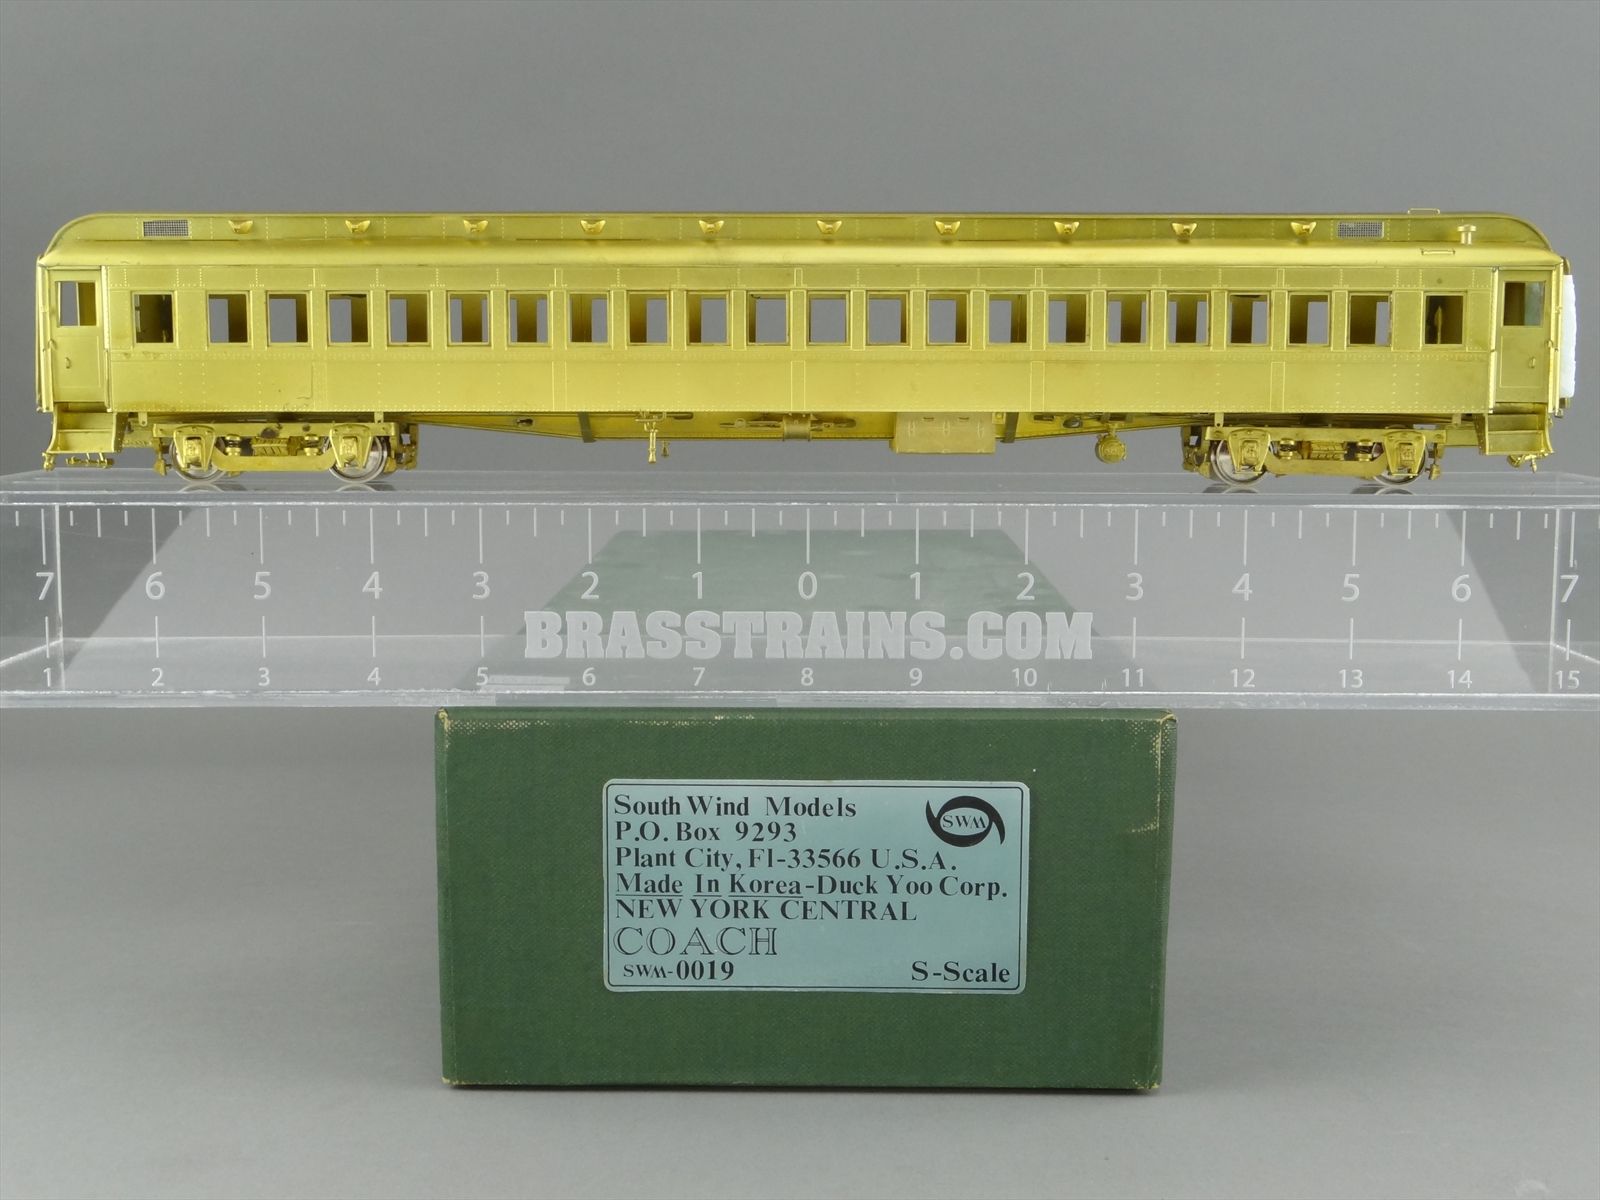 7 6 5 4 3 2 1 0 1 2 3 4 5 6 7
BRASSTRAINS.COM
1 2 3 4 5 6 7 8 9 10 11 12 13 14 15
South Wind Models
SWM
P.O. Box 9293
Plant City, Fl-33566 U.S.A.
Made In Korea-Duck Yoo Corp.
NEW YORK CENTRAL
COACH
SWM-0019 S-Scale